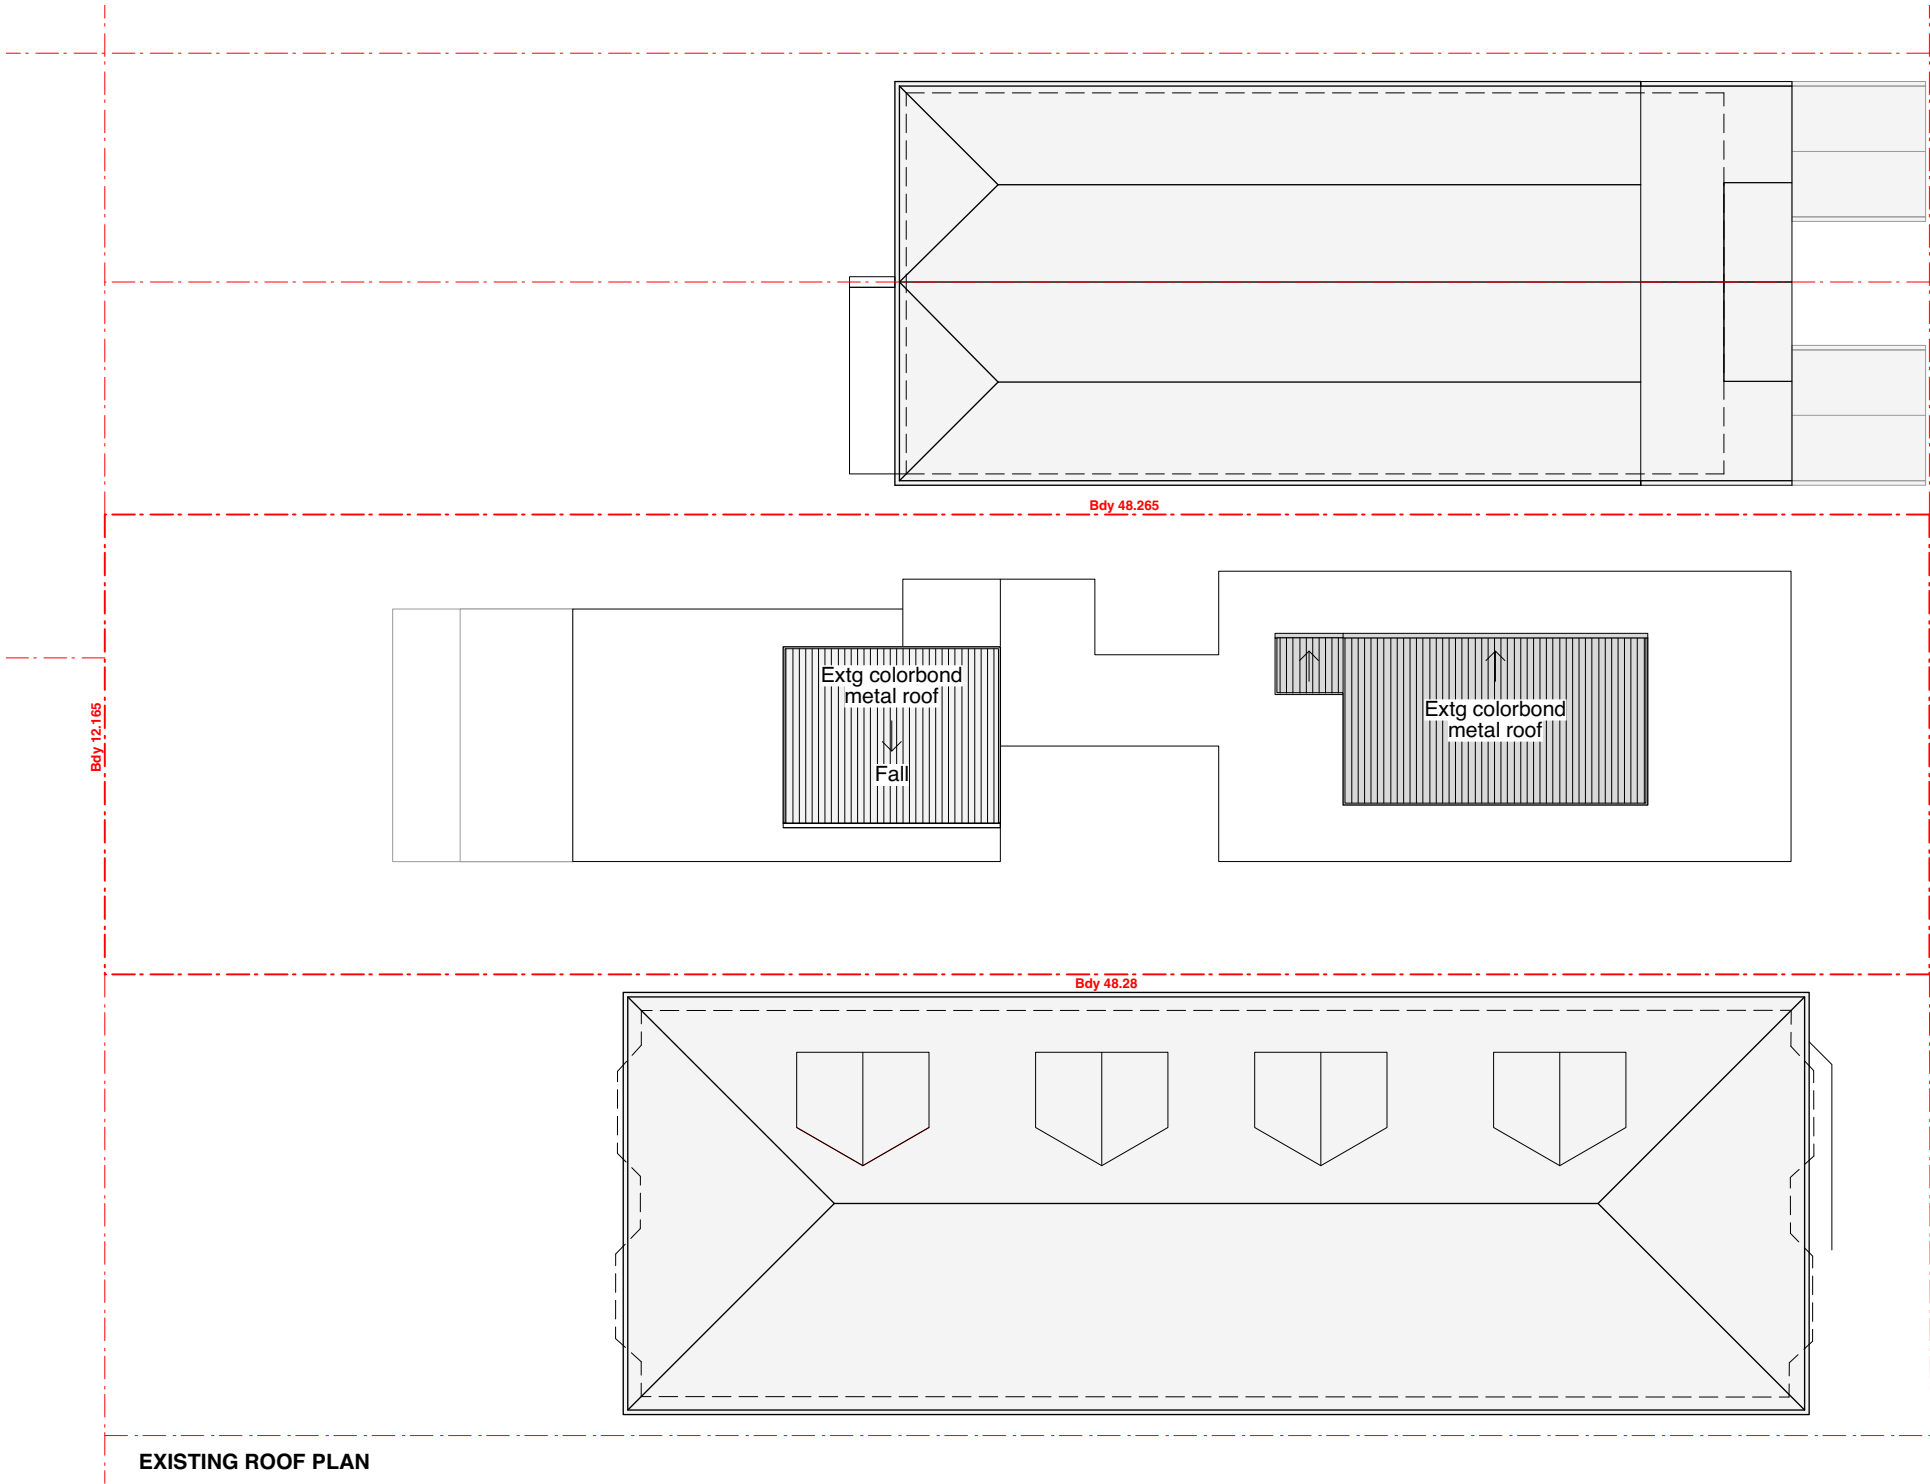 Bdy 48.265
Extg colorbond
metal roof
Fall
Extg colorbond
metal roof
Bdy 12.165
Bdy 48.28
EXISTING ROOF PLAN